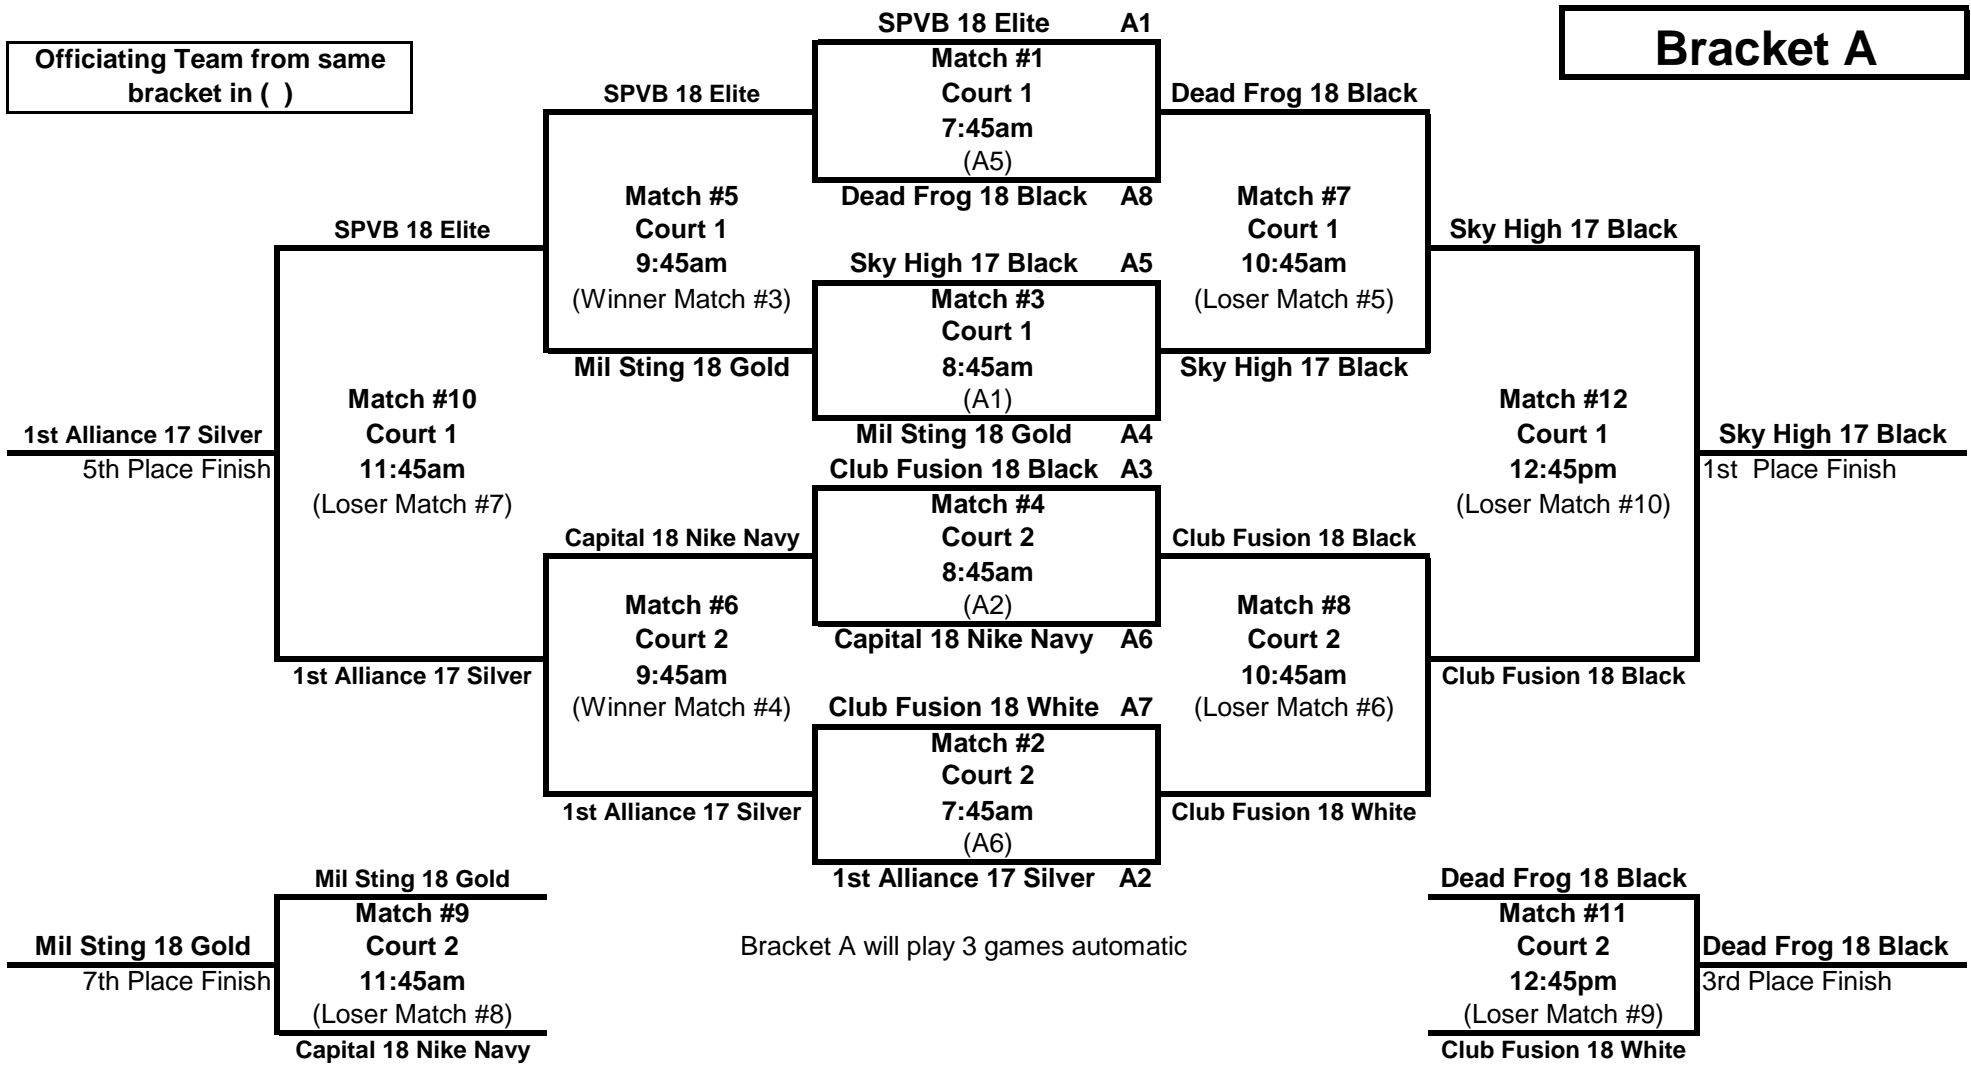 SPVB 18 Elite A1
Bracket A
Officiating Team from same
bracket in ( )
Match #1
Court 1
7:45am
(A5)
SPVB 18 Elite
Dead Frog 18 Black
Dead Frog 18 Black A8
Match #5
Court 1
9:45am
(Winner Match #3)
Match #7
Court 1
10:45am
(Loser Match #5)
SPVB 18 Elite
Sky High 17 Black
Sky High 17 Black A5
Match #3
Court 1
8:45am
(A1)
Mil Sting 18 Gold
Sky High 17 Black
Mil Sting 18 Gold A4
Match #10
Court 1
11:45am
(Loser Match #7)
Match #12
Court 1
12:45pm
(Loser Match #10)
1st Alliance 17 Silver
5th Place Finish
Sky High 17 Black
1st  Place Finish
Club Fusion 18 Black A3
Match #4
Court 2
8:45am
(A2)
Capital 18 Nike Navy
Club Fusion 18 Black
Capital 18 Nike Navy A6
Match #6
Court 2
9:45am
(Winner Match #4)
Match #8
Court 2
10:45am
(Loser Match #6)
1st Alliance 17 Silver
Club Fusion 18 Black
Club Fusion 18 White A7
Match #2
Court 2
7:45am
(A6)
1st Alliance 17 Silver
Club Fusion 18 White
1st Alliance 17 Silver A2
Mil Sting 18 Gold
Match #9
Court 2
11:45am
(Loser Match #8)
Capital 18 Nike Navy
Mil Sting 18 Gold
7th Place Finish
Bracket A will play 3 games automatic
Dead Frog 18 Black
Match #11
Court 2
12:45pm
(Loser Match #9)
Club Fusion 18 White
Dead Frog 18 Black
3rd Place Finish